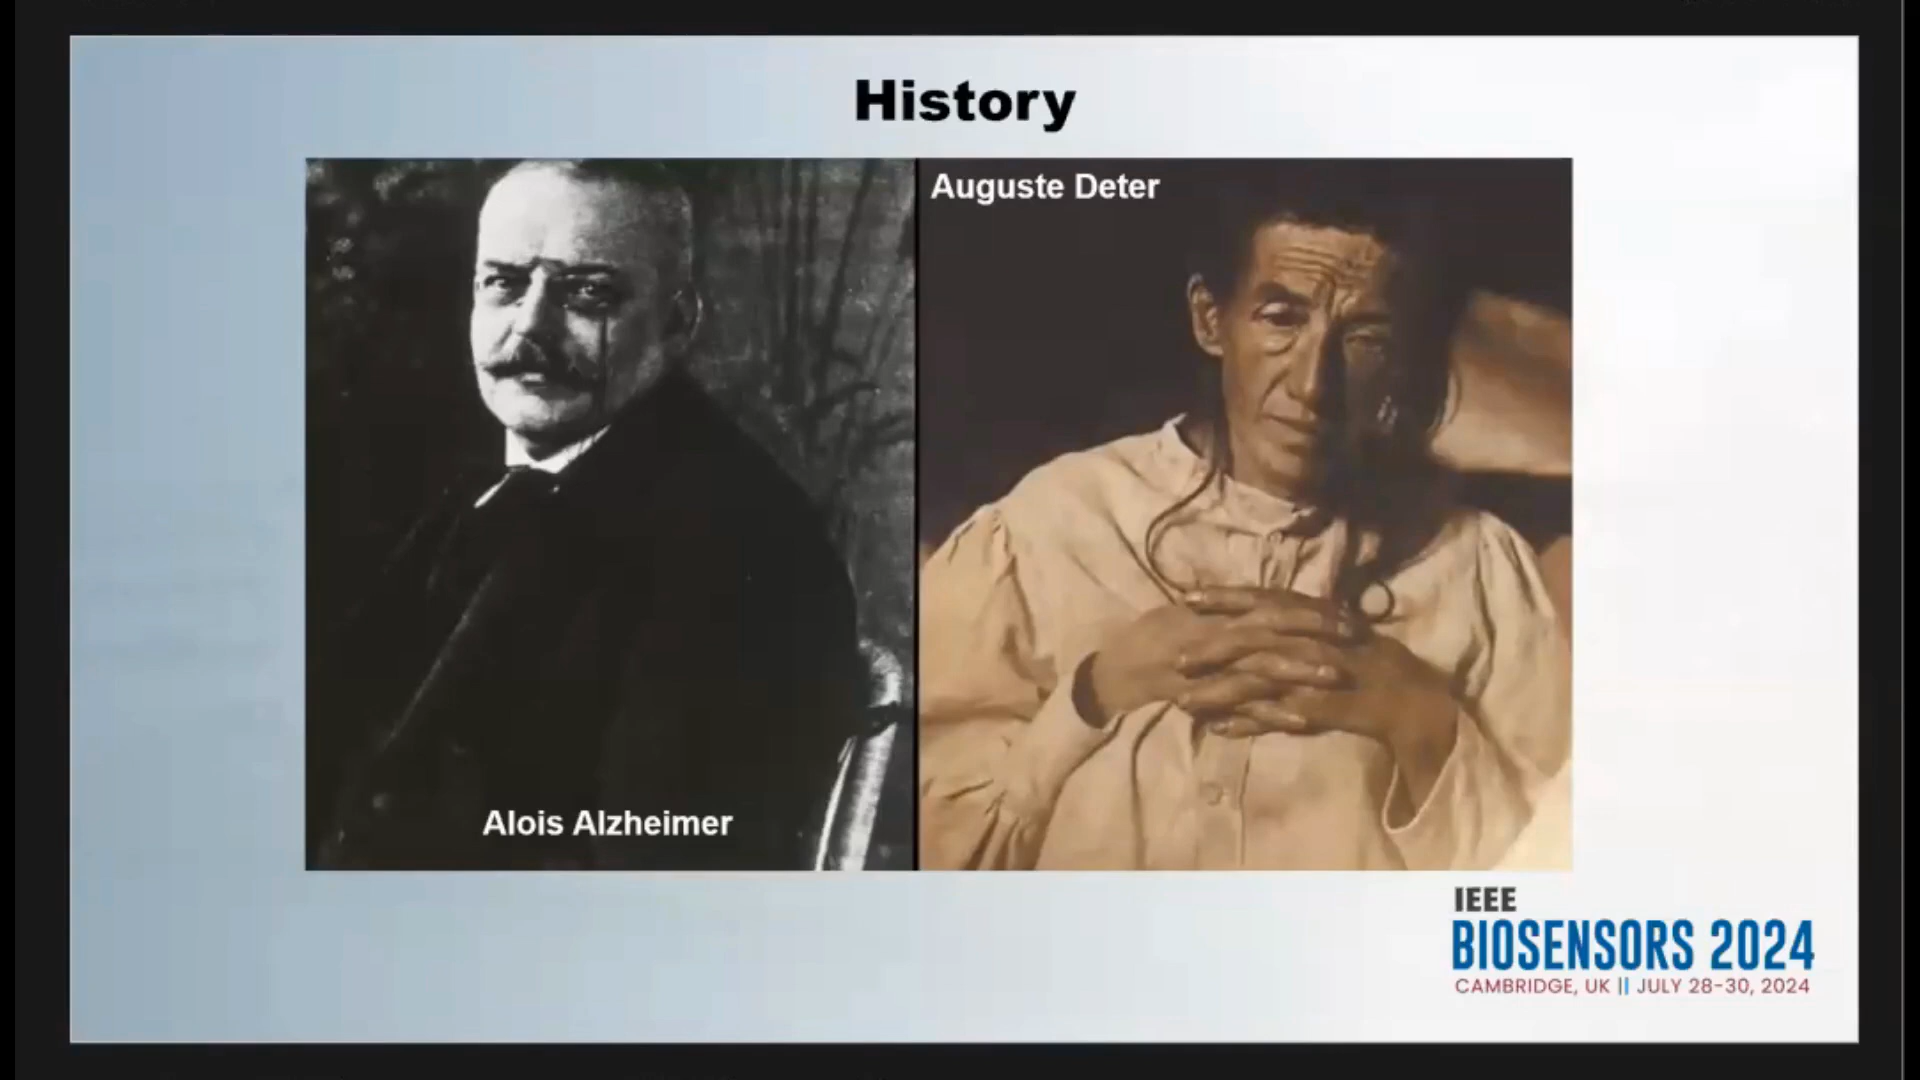 History
Auguste Deter
Alois Alzheimer
IEEE
BIOSENSORS 2024
CAMBRIDGE, UK || JULY 28-30, 2024